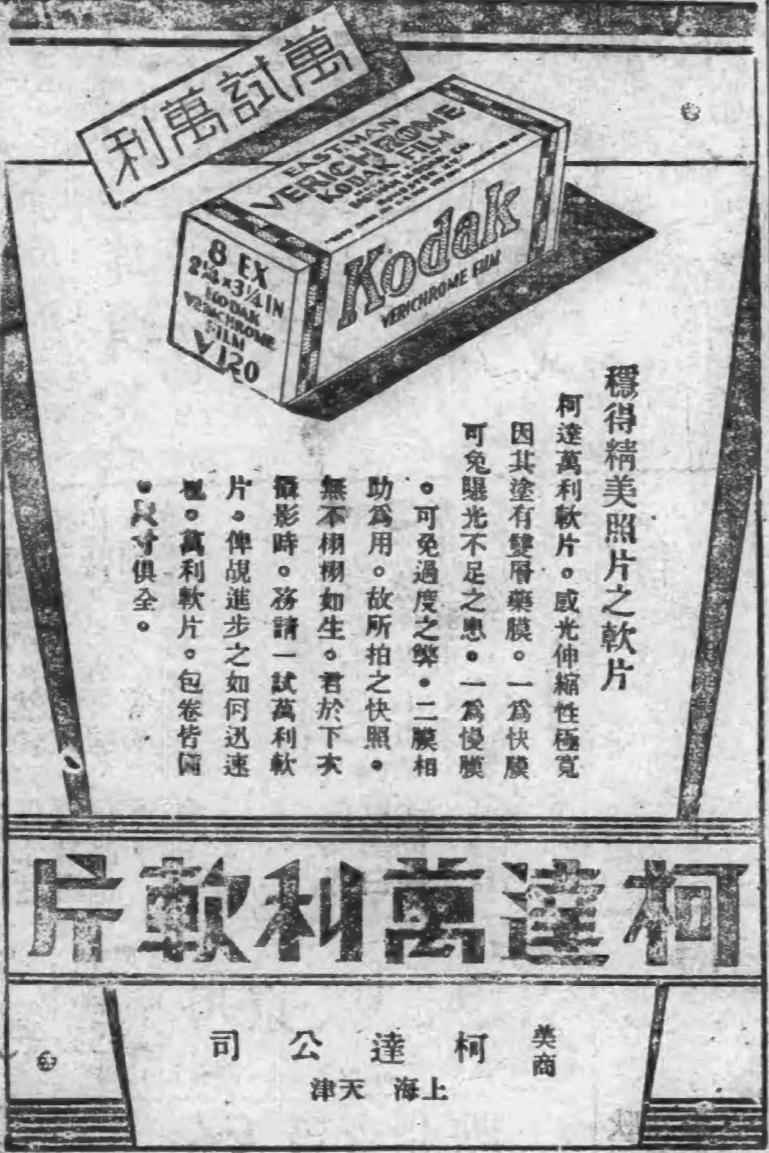 萬試萬利
EASTMAN
VERICHROME
KODAK FILM
Kodak
VERICHROME FILM
8 EX
2¼×3¼ IN
KODAK
VERICHROME
FILM
V120
穩得精美照片之軟片
柯達萬利軟片。感光伸縮性極寬
因其塗有雙層藥膜。一爲快膜
可免曝光不足之患。一爲慢膜
。可免過度之弊。二膜相
助爲用。故所拍之快照。
無不栩栩如生。君於下次
攝影時。務請一試萬利軟
片。俾覘進步之如何迅速
也。萬利軟片。包卷皆備
。尺寸俱全。
柯達萬利軟片
美商
柯達公司
上海 天津